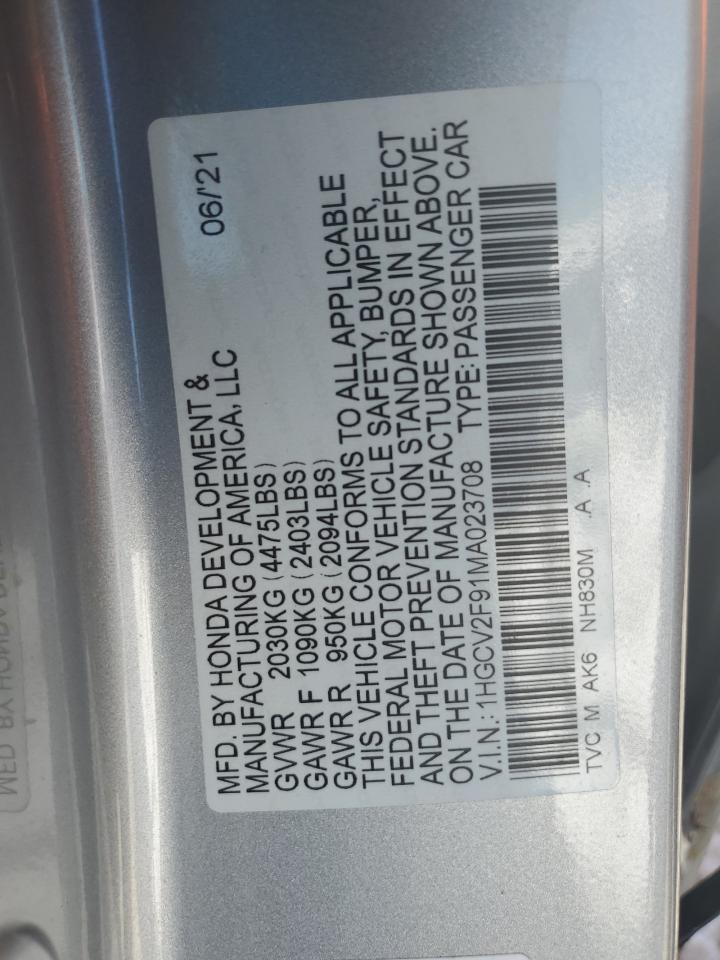 MFD. BY HONDA DEVELOPMENT & 06/'21
MANUFACTURING OF AMERICA, LLC
GVWR 2030KG (4475LBS)
GAWR F 1090KG (2403LBS)
GAWR R 950KG (2094LBS)
THIS VEHICLE CONFORMS TO ALL APPLICABLE
FEDERAL MOTOR VEHICLE SAFETY, BUMPER,
AND THEFT PREVENTION STANDARDS IN EFFECT
ON THE DATE OF MANUFACTURE SHOWN ABOVE.
V.I.N.:1HGCV2F91MA023708 TYPE:PASSENGER CAR
TVC M AK6 NH830M .A .A